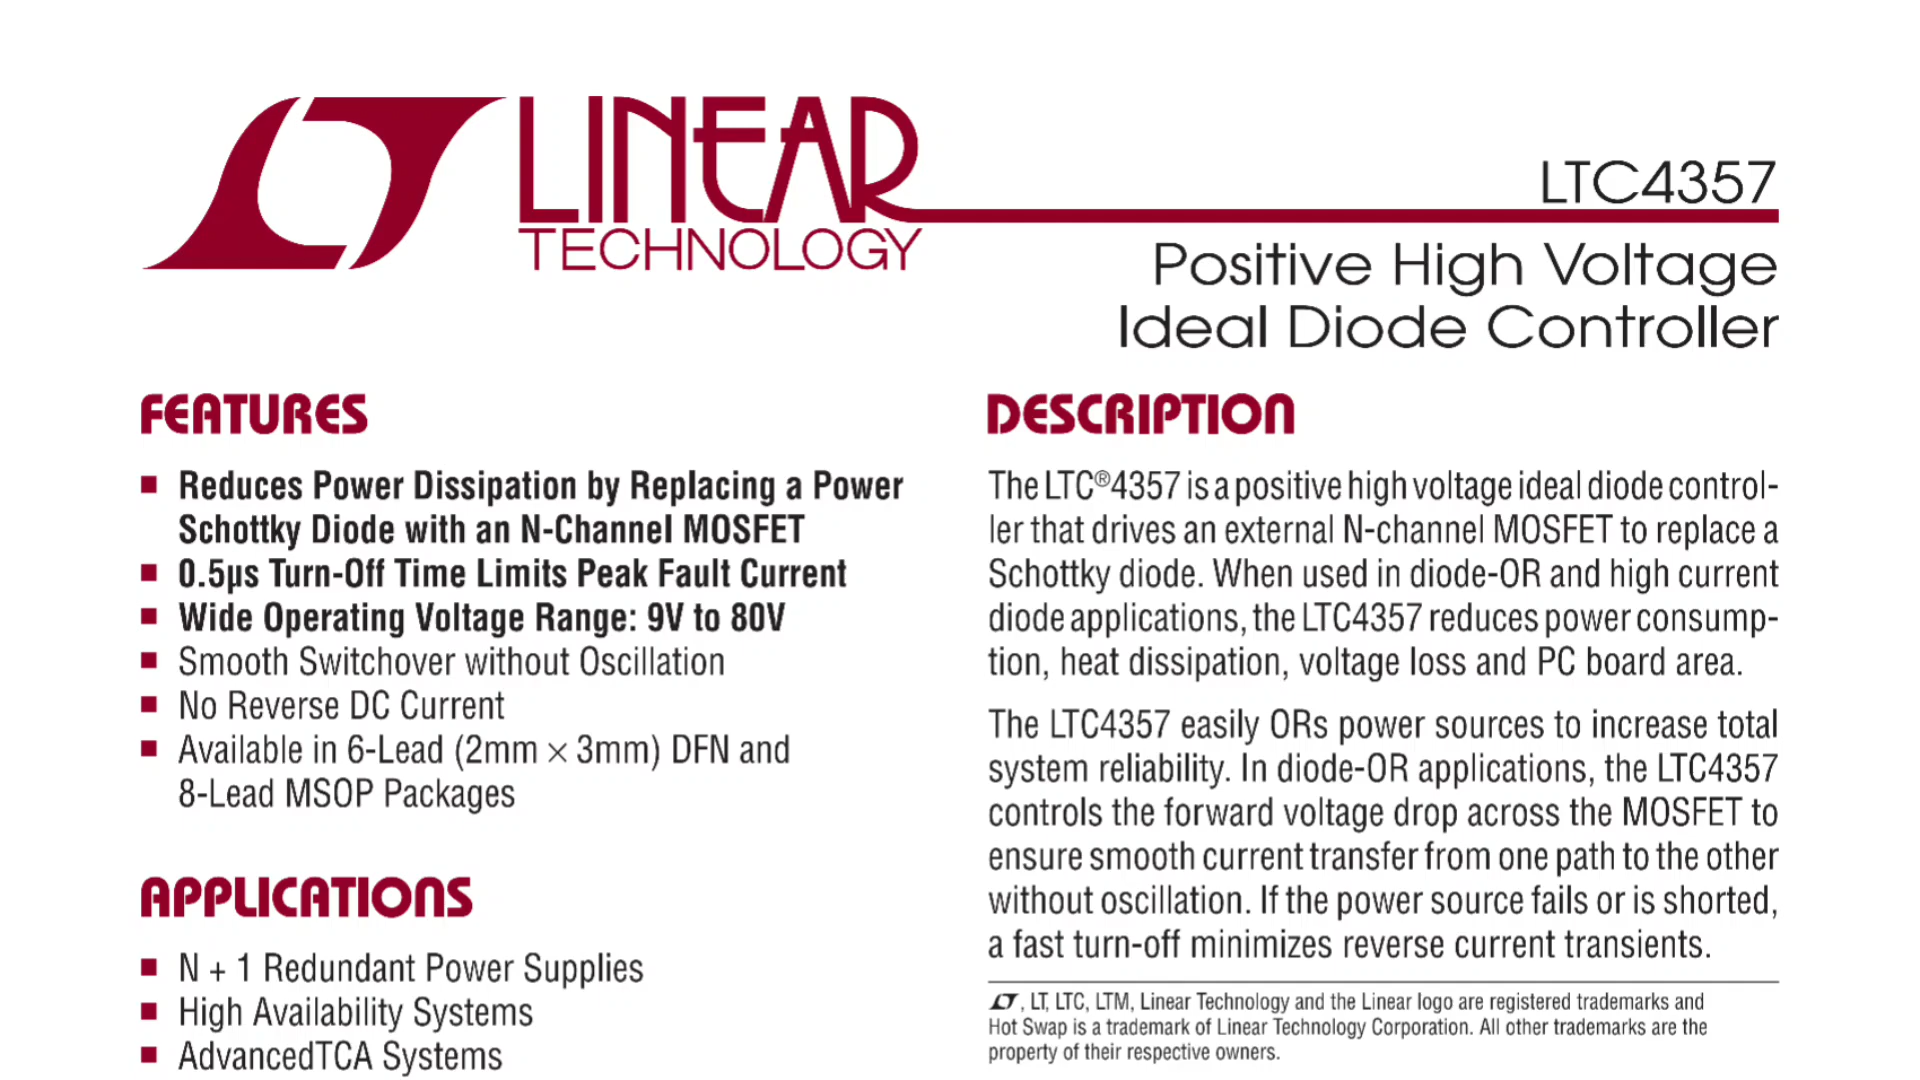 LINEAR
TECHNOLOGY
LTC4357
Positive High Voltage
Ideal Diode Controller
FEATURES
■ Reduces Power Dissipation by Replacing a Power
Schottky Diode with an N-Channel MOSFET
■ 0.5μs Turn-Off Time Limits Peak Fault Current
■ Wide Operating Voltage Range: 9V to 80V
■ Smooth Switchover without Oscillation
■ No Reverse DC Current
■ Available in 6-Lead (2mm × 3mm) DFN and
8-Lead MSOP Packages
APPLICATIONS
■ N + 1 Redundant Power Supplies
■ High Availability Systems
■ AdvancedTCA Systems
DESCRIPTION
The LTC®4357 is a positive high voltage ideal diode control-
ler that drives an external N-channel MOSFET to replace a
Schottky diode. When used in diode-OR and high current
diode applications, the LTC4357 reduces power consump-
tion, heat dissipation, voltage loss and PC board area.
The LTC4357 easily ORs power sources to increase total
system reliability. In diode-OR applications, the LTC4357
controls the forward voltage drop across the MOSFET to
ensure smooth current transfer from one path to the other
without oscillation. If the power source fails or is shorted,
a fast turn-off minimizes reverse current transients.
LT, LT, LTC, LTM, Linear Technology and the Linear logo are registered trademarks and
Hot Swap is a trademark of Linear Technology Corporation. All other trademarks are the
property of their respective owners.